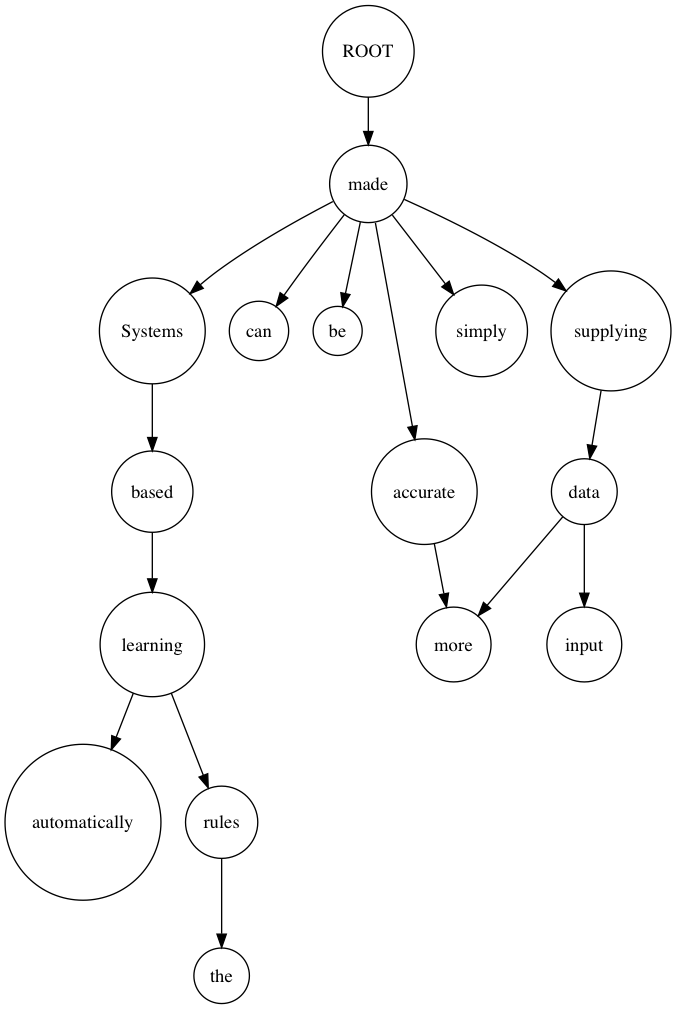 ROOT
made
Systems can be simply supplying
based accurate data
learning more input
automatically rules
the